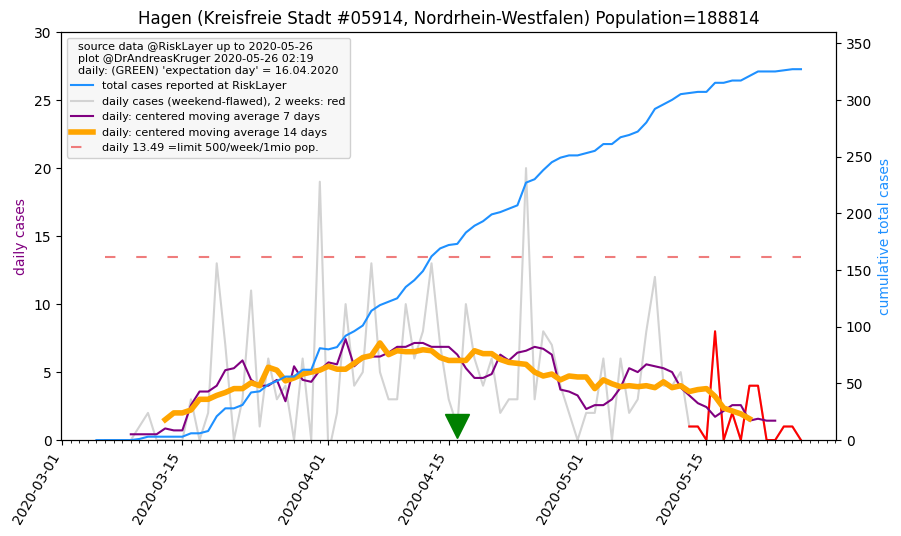 Hagen (Kreisfreie Stadt #05914, Nordrhein-Westfalen) Population=188814
source data @RiskLayer up to 2020-05-26
plot @DrAndreasKruger 2020-05-26 02:19
daily: (GREEN) 'expectation day' = 16.04.2020
total cases reported at RiskLayer
daily cases (weekend-flawed), 2 weeks: red
daily: centered moving average 7 days
daily: centered moving average 14 days
daily 13.49 =limit 500/week/1mio pop.
daily cases
30
25
20
15
10
5
0
350
300
250
200
150
100
50
0
cumulative total cases
2020-03-01
2020-03-15
2020-04-01
2020-04-15
2020-05-01
2020-05-15